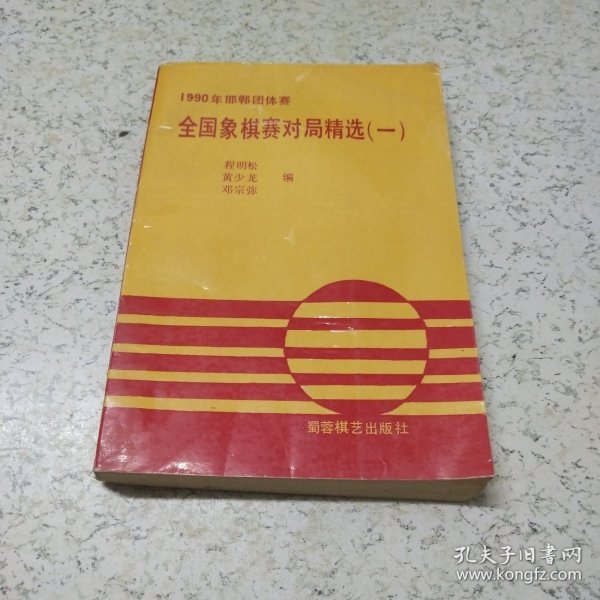 1990年邯郸团体赛
全国象棋赛对局精选(一)
程明松
黄少龙 编
邓宗弥
蜀蓉棋艺出版社
孔夫子旧书网
www.kongfz.com